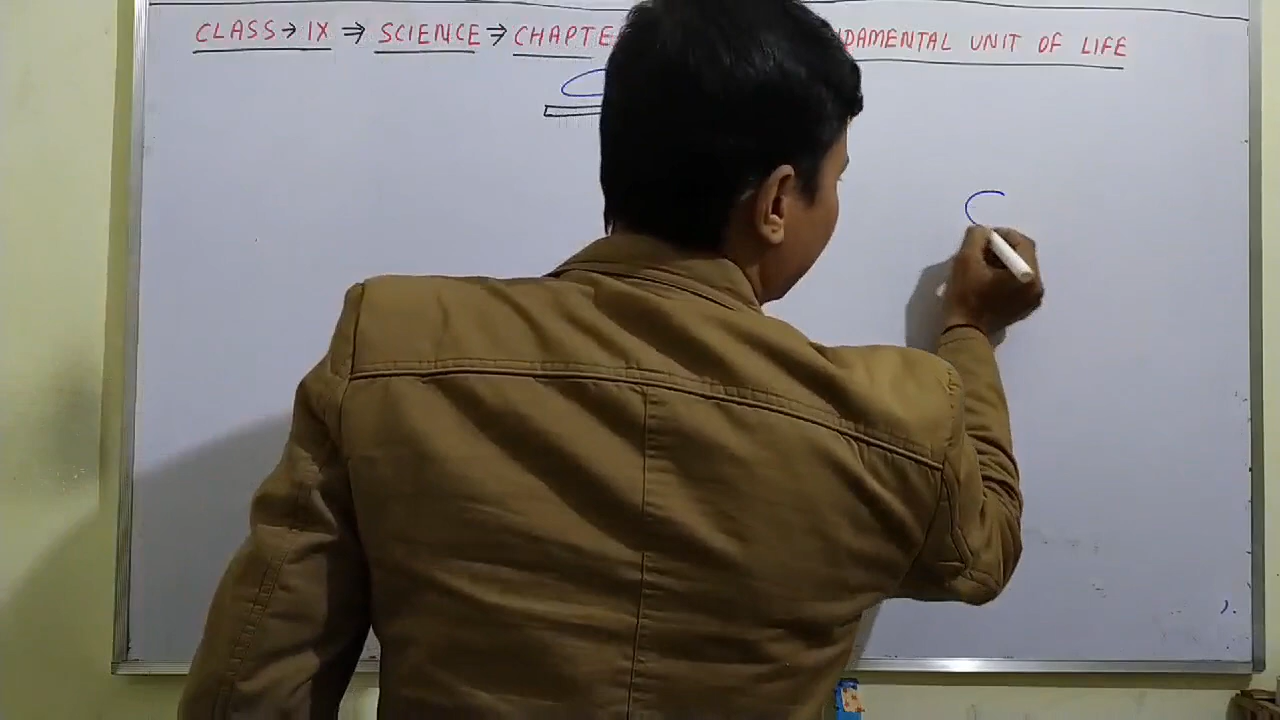 CLASS → IX ⇒ SCIENCE → CHAPTE DAMENTAL UNIT OF LIFE
C